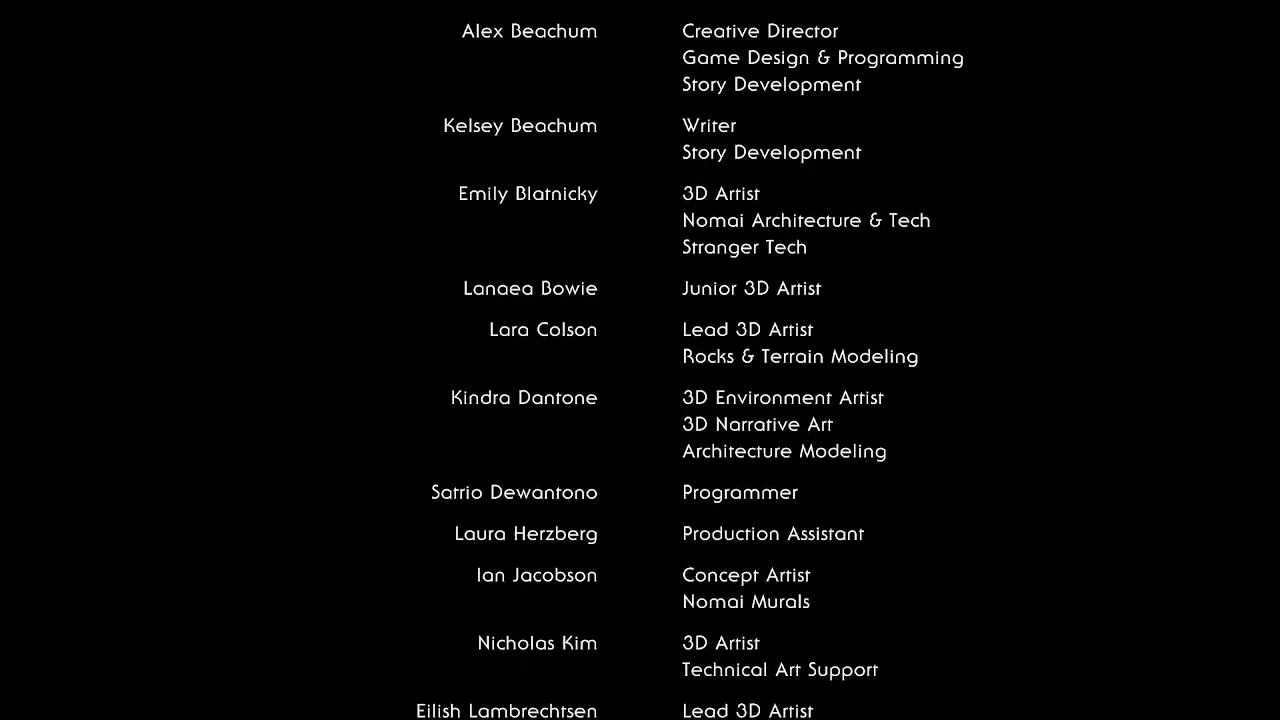 Alex Beachum Creative Director
Game Design & Programming
Story Development
Kelsey Beachum Writer
Story Development
Emily Blatnicky 3D Artist
Nomai Architecture & Tech
Stranger Tech
Lanaea Bowie Junior 3D Artist
Lara Colson Lead 3D Artist
Rocks & Terrain Modeling
Kindra Dantone 3D Environment Artist
3D Narrative Art
Architecture Modeling
Satrio Dewantono Programmer
Laura Herzberg Production Assistant
Ian Jacobson Concept Artist
Nomai Murals
Nicholas Kim 3D Artist
Technical Art Support
Eilish Lambrechtsen Lead 3D Artist